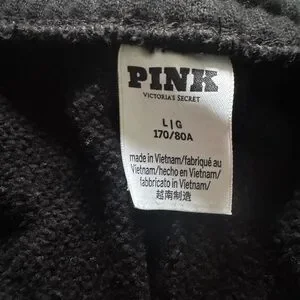 PINK
VICTORIA'S SECRET
L|G
170/80A
made in Vietnam/fabriqué au
Vietnam/hecho en Vietnam/
fabbricato in Vietnam/
越南制造